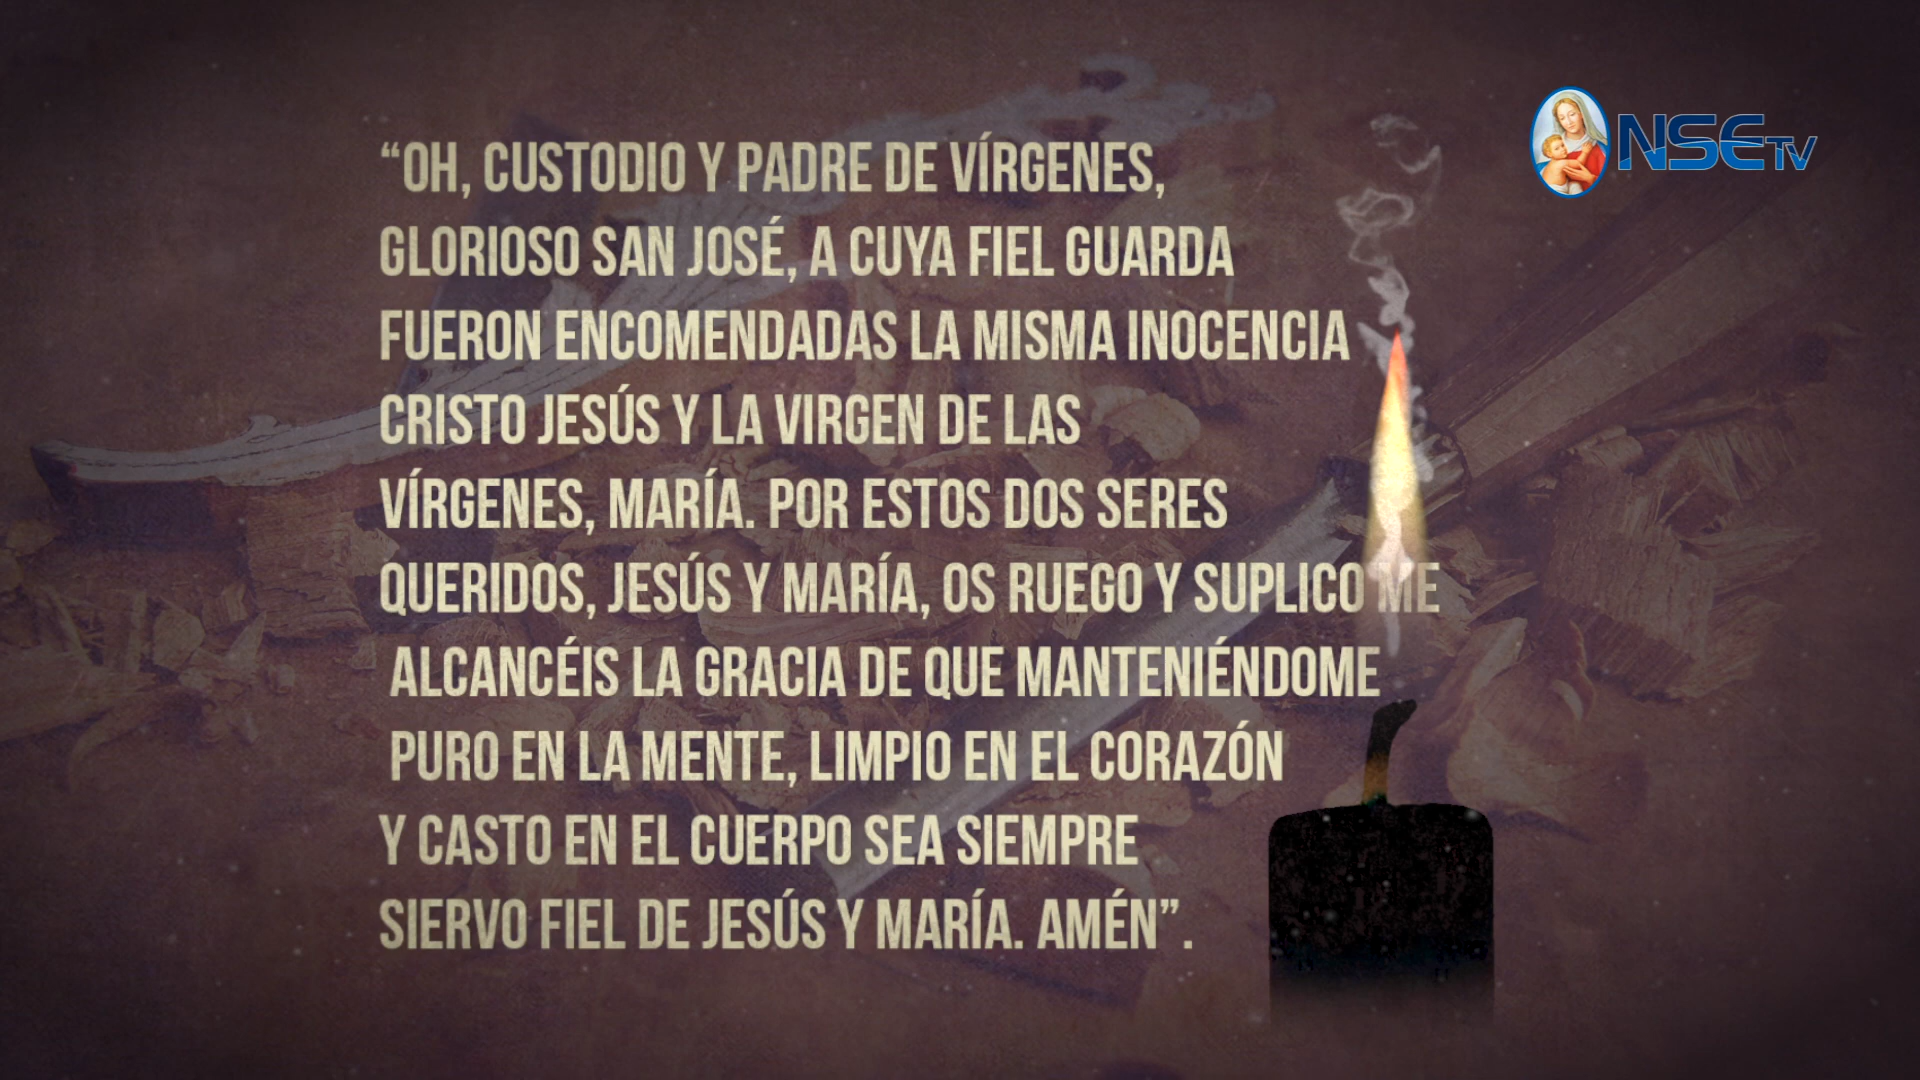 “OH, CUSTODIO Y PADRE DE VÍRGENES,
GLORIOSO SAN JOSÉ, A CUYA FIEL GUARDA
FUERON ENCOMENDADAS LA MISMA INOCENCIA
CRISTO JESÚS Y LA VIRGEN DE LAS
VÍRGENES, MARÍA. POR ESTOS DOS SERES
QUERIDOS, JESÚS Y MARÍA, OS RUEGO Y SUPLICO ME
ALCANCÉIS LA GRACIA DE QUE MANTENIÉNDOME
PURO EN LA MENTE, LIMPIO EN EL CORAZÓN
Y CASTO EN EL CUERPO SEA SIEMPRE
SIERVO FIEL DE JESÚS Y MARÍA. AMÉN” .
NSE TV